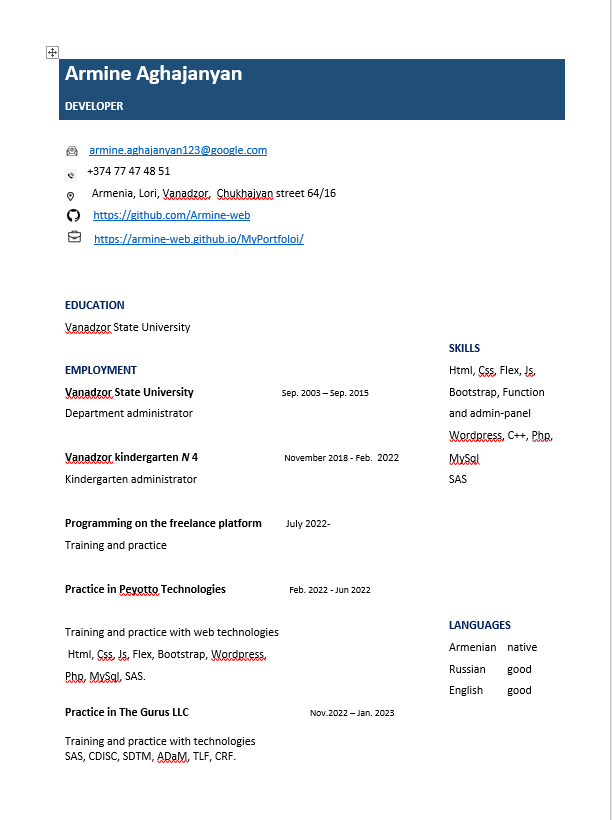 Armine Aghajanyan
DEVELOPER
armine.aghajanyan123@google.com
+374 77 47 48 51
Armenia, Lori, Vanadzor, Chukhajyan street 64/16
https://github.com/Armine-web
https://armine-web.github.io/MyPortfoloi/
EDUCATION
Vanadzor State University
EMPLOYMENT
Vanadzor State University Sep. 2003 – Sep. 2015
Department administrator
Vanadzor kindergarten N 4 November 2018 - Feb. 2022
Kindergarten administrator
Programming on the freelance platform July 2022-
Training and practice
Practice in Peyotto Technologies Feb. 2022 - Jun 2022
Training and practice with web technologies
Html, Css, Js, Flex, Bootstrap, Wordpress,
Php, MySql, SAS.
Practice in The Gurus LLC Nov.2022 – Jan. 2023
Training and practice with technologies
SAS, CDISC, SDTM, ADaM, TLF, CRF.
SKILLS
Html, Css, Flex, Js,
Bootstrap, Function
and admin-panel
Wordpress, C++, Php,
MySql
SAS
LANGUAGES
Armenian native
Russian good
English good